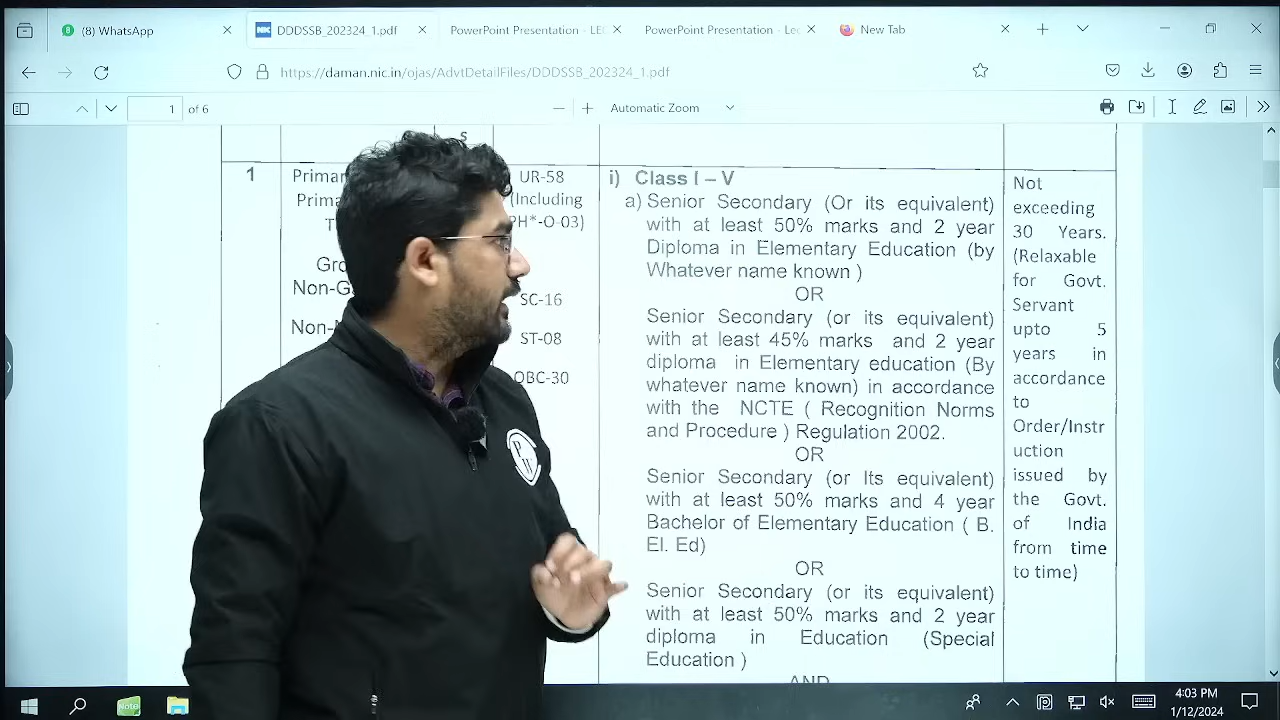 (8) WhatsApp
DDDSSB_202324_1.pdf
PowerPoint Presentation - LE
PowerPoint Presentation - Lec
New Tab
https://daman.nic.in/ojas/AdvtDetailFiles/DDDSSB_202324_1.pdf
1 of 6
Automatic Zoom
s
1
UR-58
(Including
PH*-O-03)
SC-16
ST-08
OBC-30
Non-
i) Class I – V
a) Senior Secondary (Or its equivalent)
with at least 50% marks and 2 year
Diploma in Elementary Education (by
Whatever name known )
OR
Senior Secondary (or its equivalent)
with at least 45% marks and 2 year
diploma in Elementary education (By
whatever name known) in accordance
with the NCTE ( Recognition Norms
and Procedure ) Regulation 2002.
OR
Senior Secondary (or Its equivalent)
with at least 50% marks and 4 year
Bachelor of Elementary Education ( B.
El. Ed)
OR
Senior Secondary (or its equivalent)
with at least 50% marks and 2 year
diploma in Education (Special
Education )
AND
Not
exceeding
30 Years.
(Relaxable
for Govt.
Servant
upto 5
years in
accordance
to
Order/Instr
uction
issued by
the Govt.
of India
from time
to time)
4:03 PM
1/12/2024